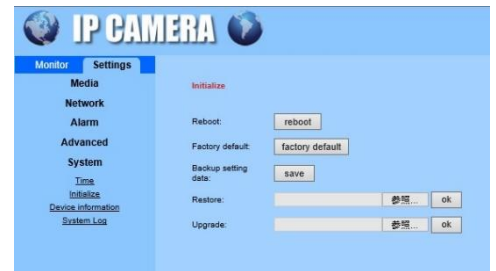 IP CAMERA
Monitor Settings
Media
Network
Alarm
Advanced
System
Time
Initialize
Device information
System Log
Initialize
Reboot: reboot
Factory default: factory default
Backup setting
data: save
Restore: 参照... ok
Upgrade: 参照... ok